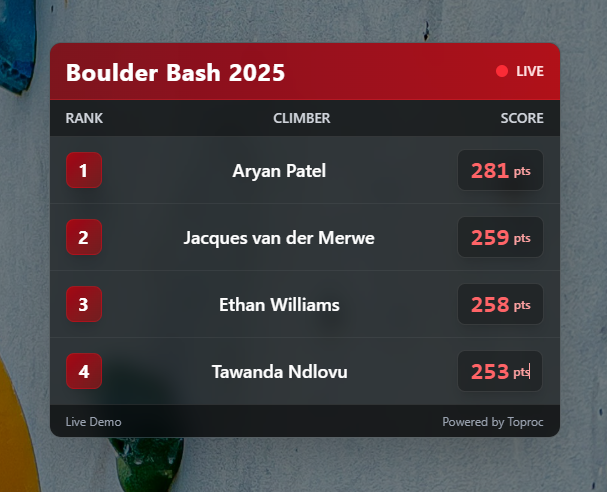 Boulder Bash 2025 LIVE
RANK CLIMBER SCORE
1 Aryan Patel 281 pts
2 Jacques van der Merwe 259 pts
3 Ethan Williams 258 pts
4 Tawanda Ndlovu 253 pts
Live Demo Powered by Toproc